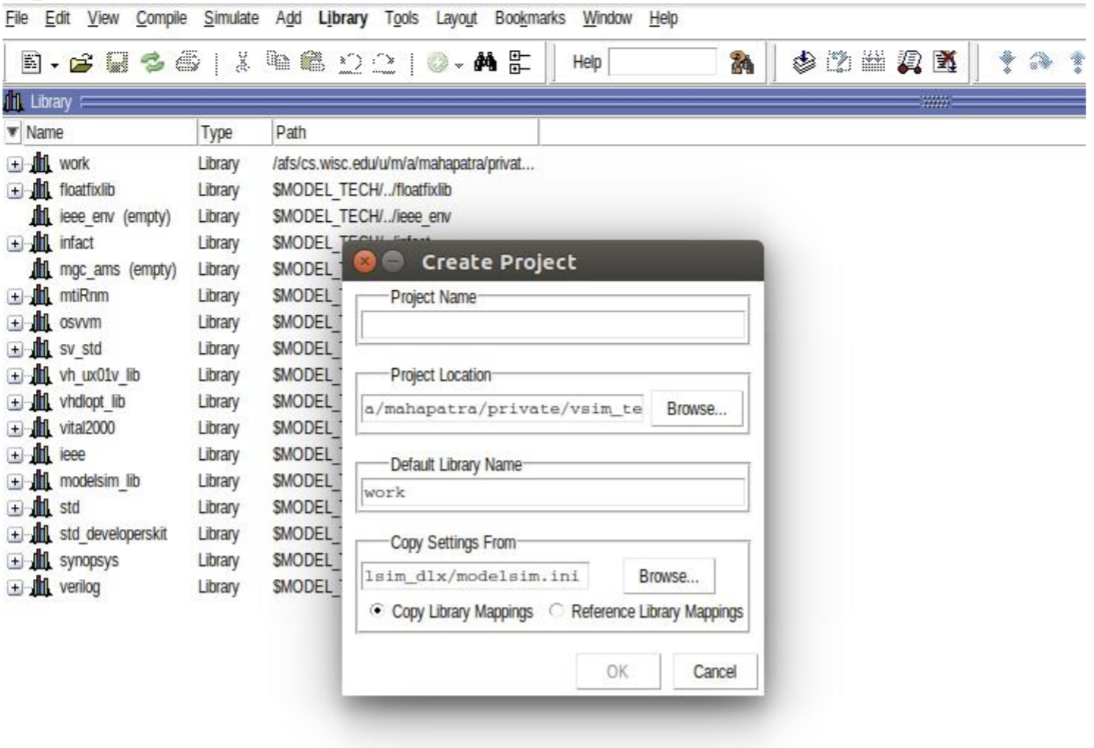 File Edit View Compile Simulate Add Library Tools Layout Bookmarks Window Help
Help
Library
Name Type Path
work Library /afs/cs.wisc.edu/u/m/a/mahapatra/privat...
floatfixlib Library $MODEL_TECH/../floatfixlib
ieee_env (empty) Library $MODEL_TECH/../ieee_env
infact Library $MODEL_TECH/../infact
mgc_ams (empty) Library $MODEL_
mtiRnm Library $MODEL_
osvvm Library $MODEL_
sv_std Library $MODEL_
vh_ux01v_lib Library $MODEL_
vhdlopt_lib Library $MODEL_
vital2000 Library $MODEL_
ieee Library $MODEL_
modelsim_lib Library $MODEL_
std Library $MODEL_
std_developerskit Library $MODEL_
synopsys Library $MODEL_
verilog Library $MODEL_
Create Project
Project Name
Project Location
a/mahapatra/private/vsim_te Browse...
Default Library Name
work
Copy Settings From
lsim_dlx/modelsim.ini Browse...
Copy Library Mappings Reference Library Mappings
OK Cancel